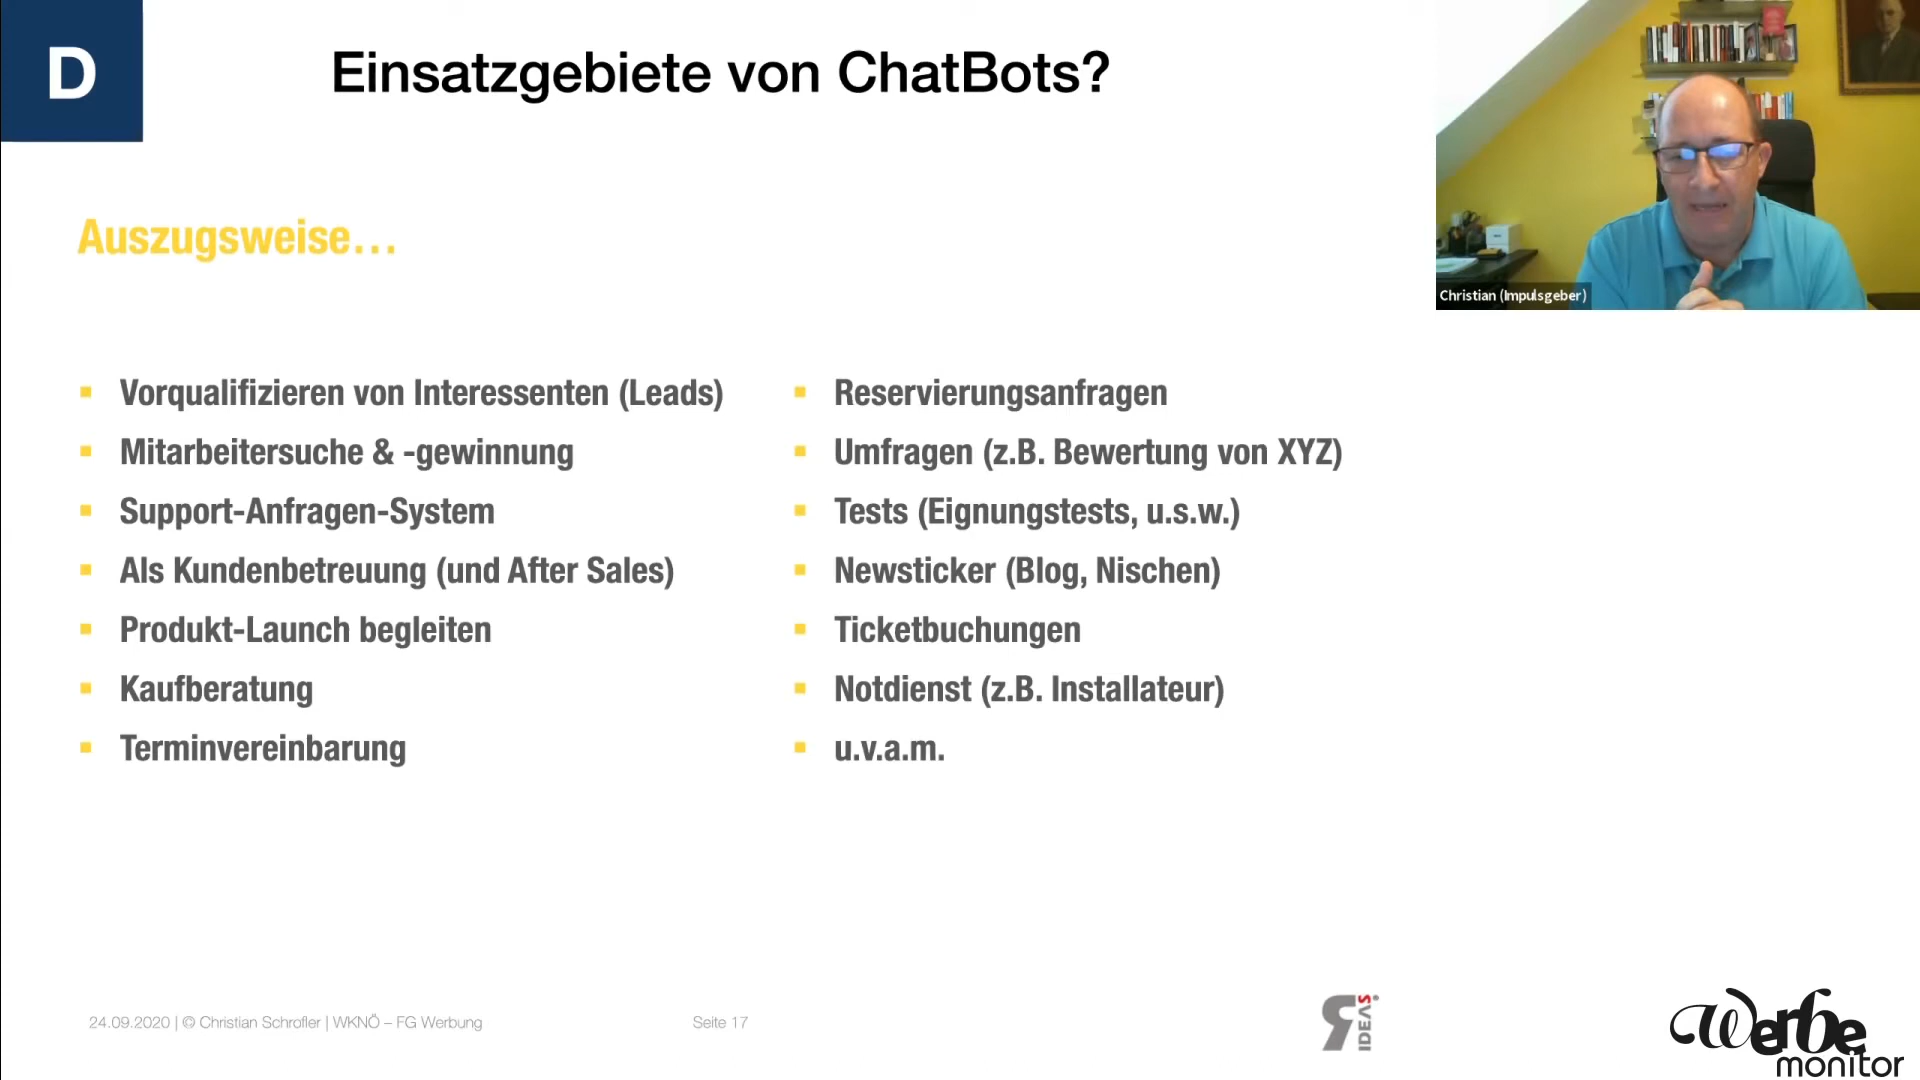 D
Einsatzgebiete von ChatBots?
Auszugsweise...
Vorqualifizieren von Interessenten (Leads)
Mitarbeitersuche & -gewinnung
Support-Anfragen-System
Als Kundenbetreuung (und After Sales)
Produkt-Launch begleiten
Kaufberatung
Terminvereinbarung
Reservierungsanfragen
Umfragen (z.B. Bewertung von XYZ)
Tests (Eignungstests, u.s.w.)
Newsticker (Blog, Nischen)
Ticketbuchungen
Notdienst (z.B. Installateur)
u.v.a.m.
Christian (Impulsgeber)
24.09.2020 | © Christian Schrofler | WKNÖ – FG Werbung
Seite 17
IDEAS®
Werbe
monitor